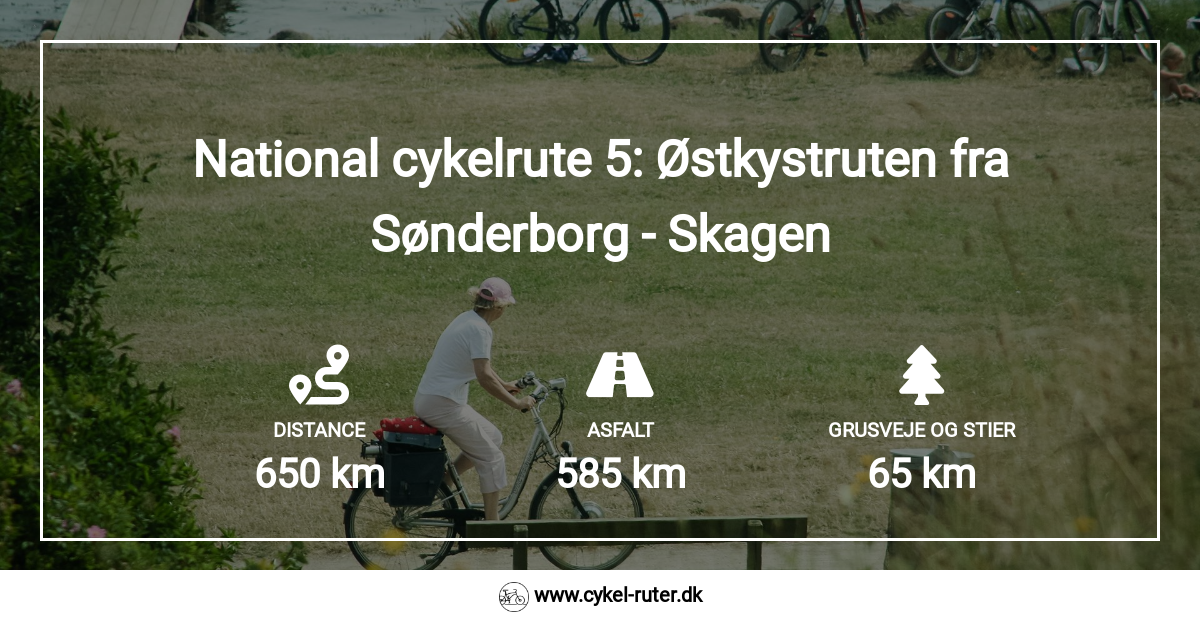 National cykelrute 5: Østkystruten fra
Sønderborg - Skagen
DISTANCE
650 km
ASFALT
585 km
GRUSVEJE OG STIER
65 km
www.cykel-ruter.dk